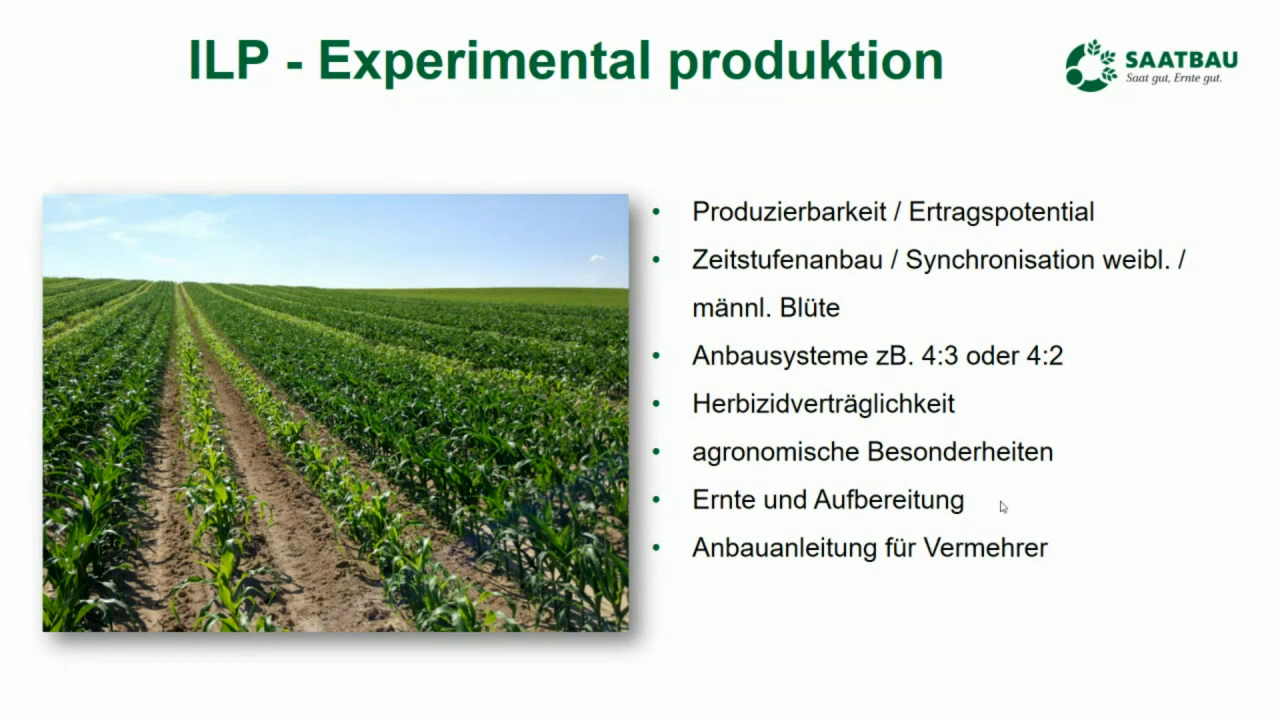 ILP - Experimental produktion
SAATBAU
Saat gut, Ernte gut.
• Produzierbarkeit / Ertragspotential
• Zeitstufenanbau / Synchronisation weibl. /
männl. Blüte
• Anbausysteme zB. 4:3 oder 4:2
• Herbizidverträglichkeit
• agronomische Besonderheiten
• Ernte und Aufbereitung
• Anbauanleitung für Vermehrer